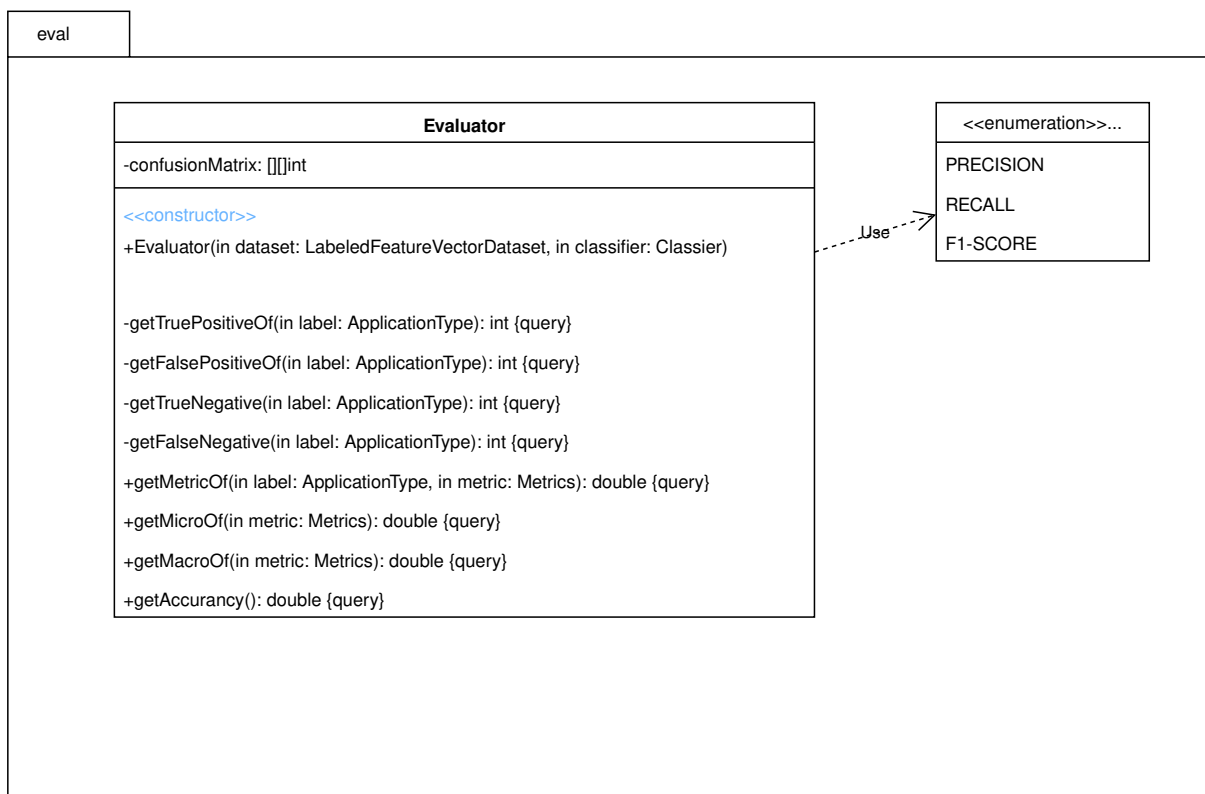 eval
Evaluator
-confusionMatrix: [][]int
<<constructor>>
+Evaluator(in dataset: LabeledFeatureVectorDataset, in classifier: Classier)
-getTruePositiveOf(in label: ApplicationType): int {query}
-getFalsePositiveOf(in label: ApplicationType): int {query}
-getTrueNegative(in label: ApplicationType): int {query}
-getFalseNegative(in label: ApplicationType): int {query}
+getMetricOf(in label: ApplicationType, in metric: Metrics): double {query}
+getMicroOf(in metric: Metrics): double {query}
+getMacroOf(in metric: Metrics): double {query}
+getAccurancy(): double {query}
Use
<<enumeration>>...
PRECISION
RECALL
F1-SCORE